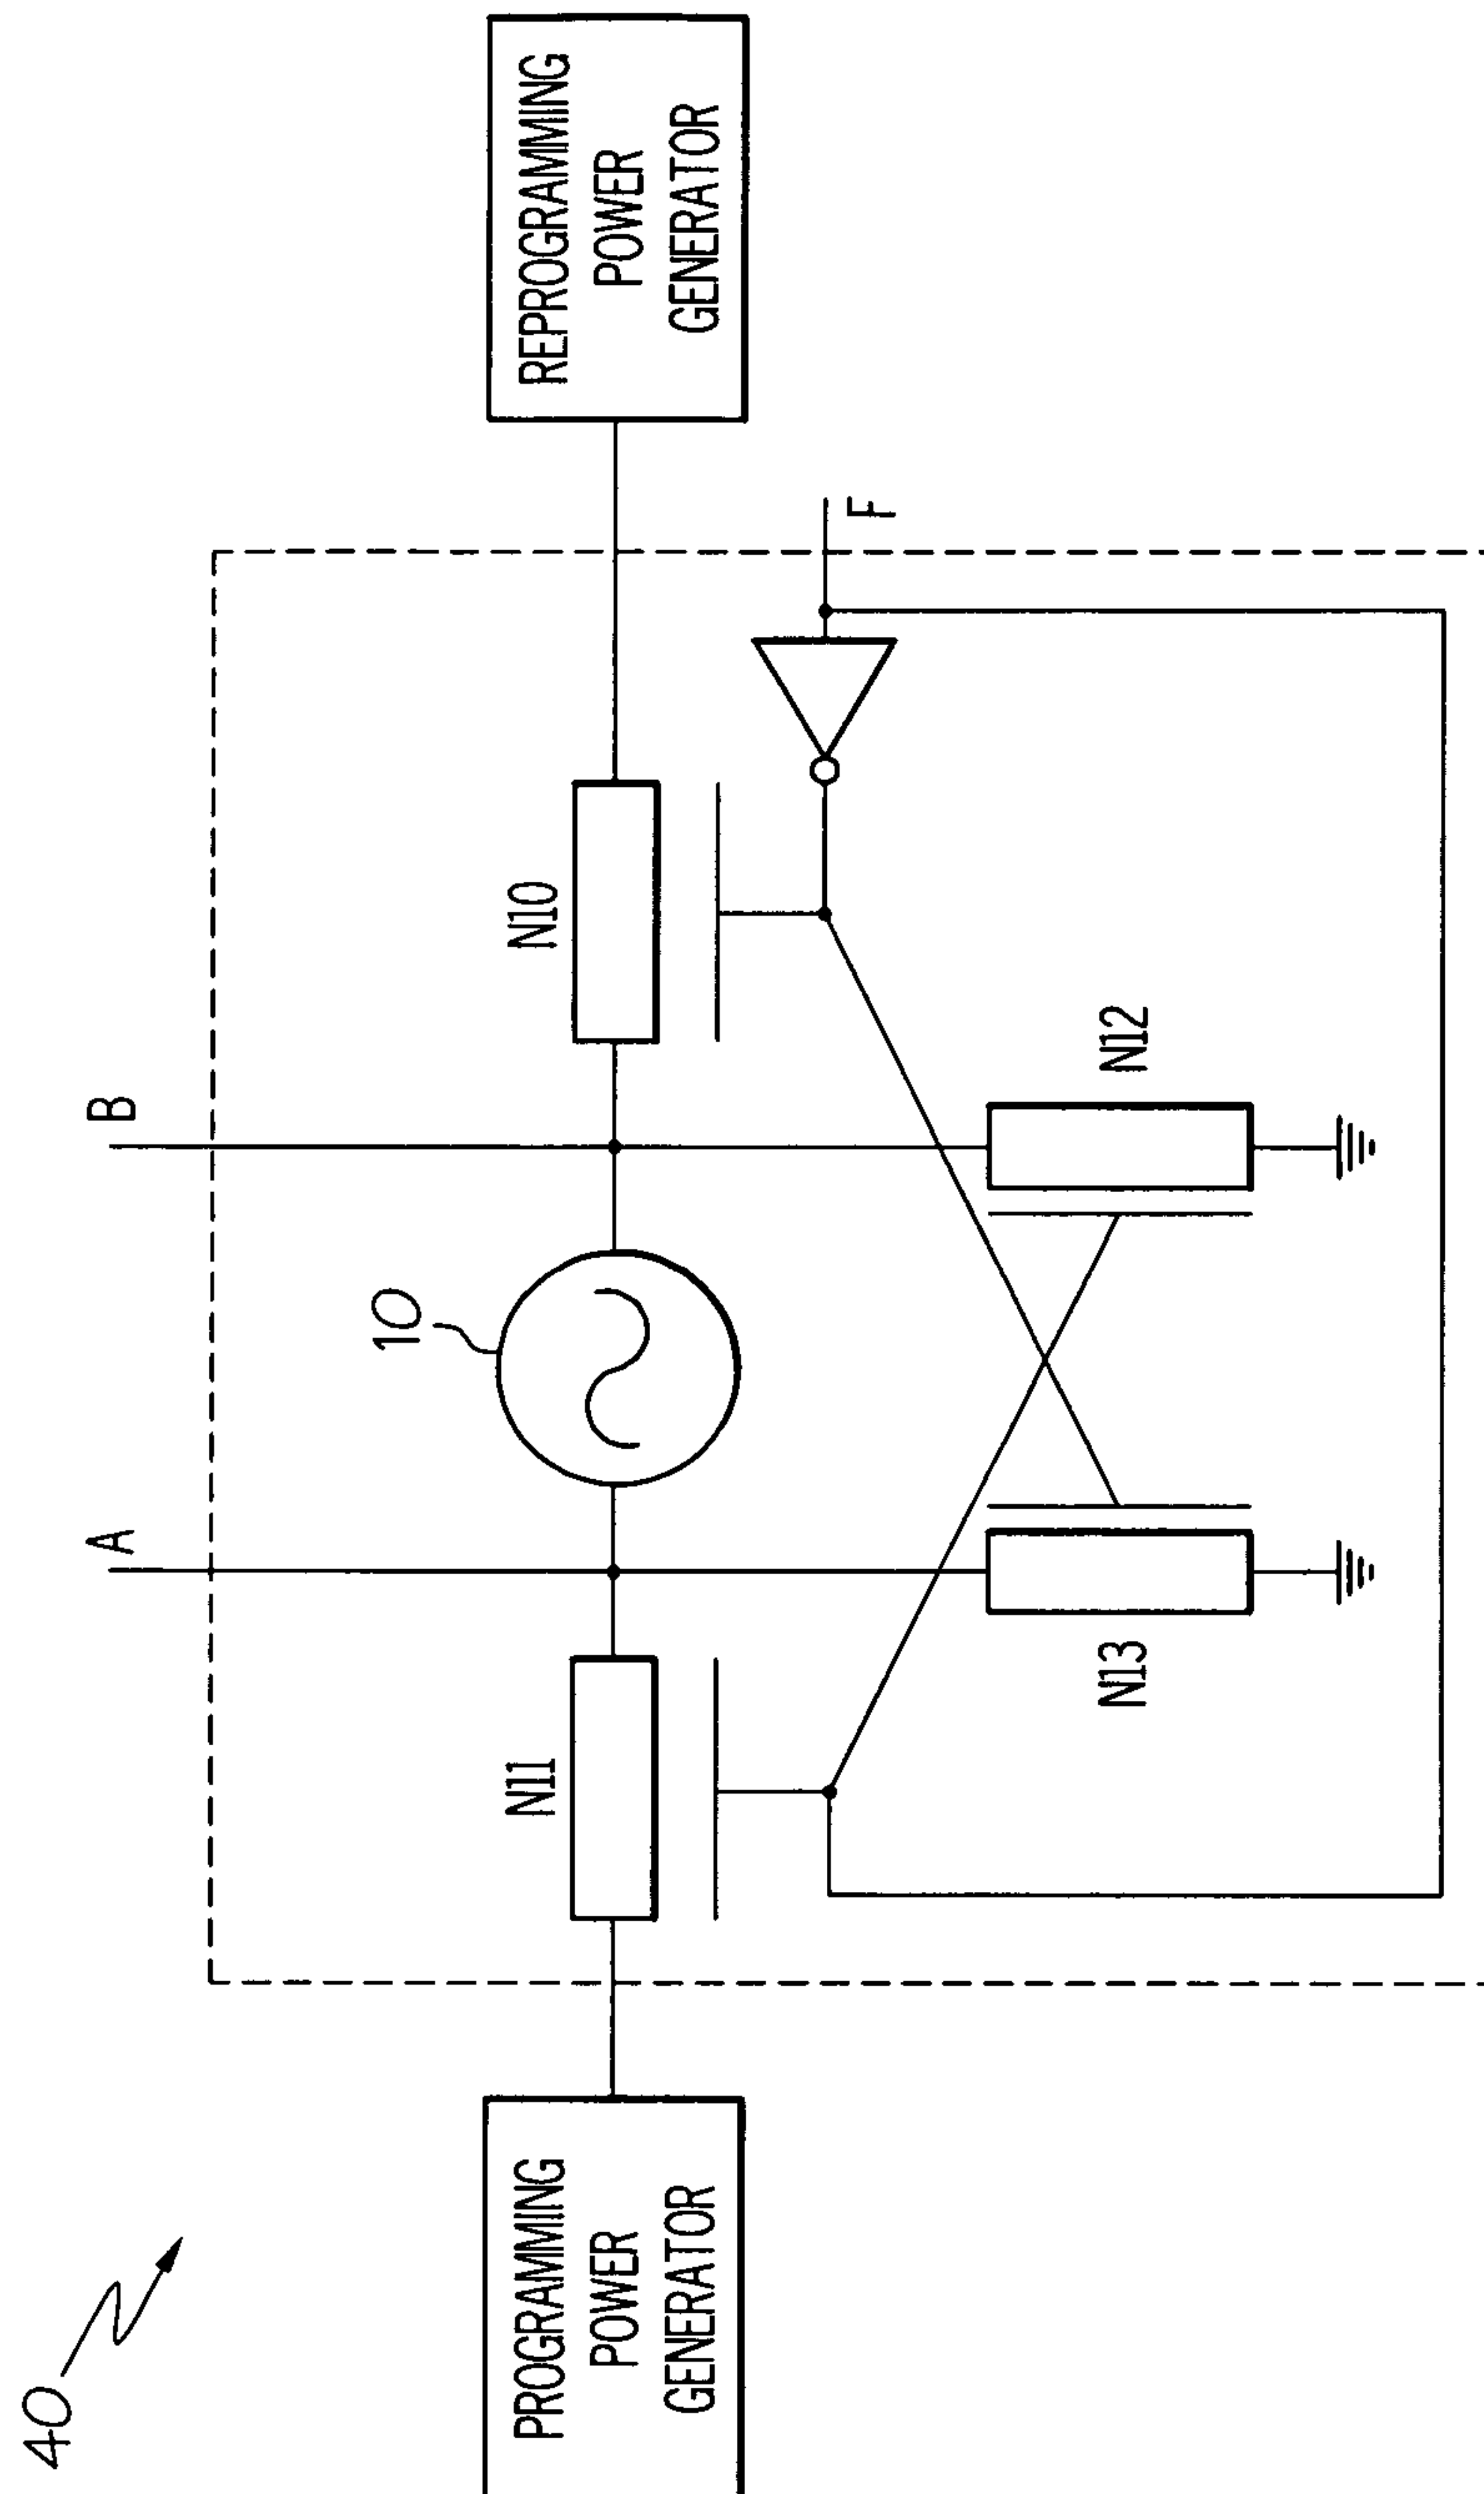 40
A
B
10
PROGRAMMING
POWER
GENERATOR
N11
N10
REPROGRAMMING
POWER
GENERATOR
F
N13
N12